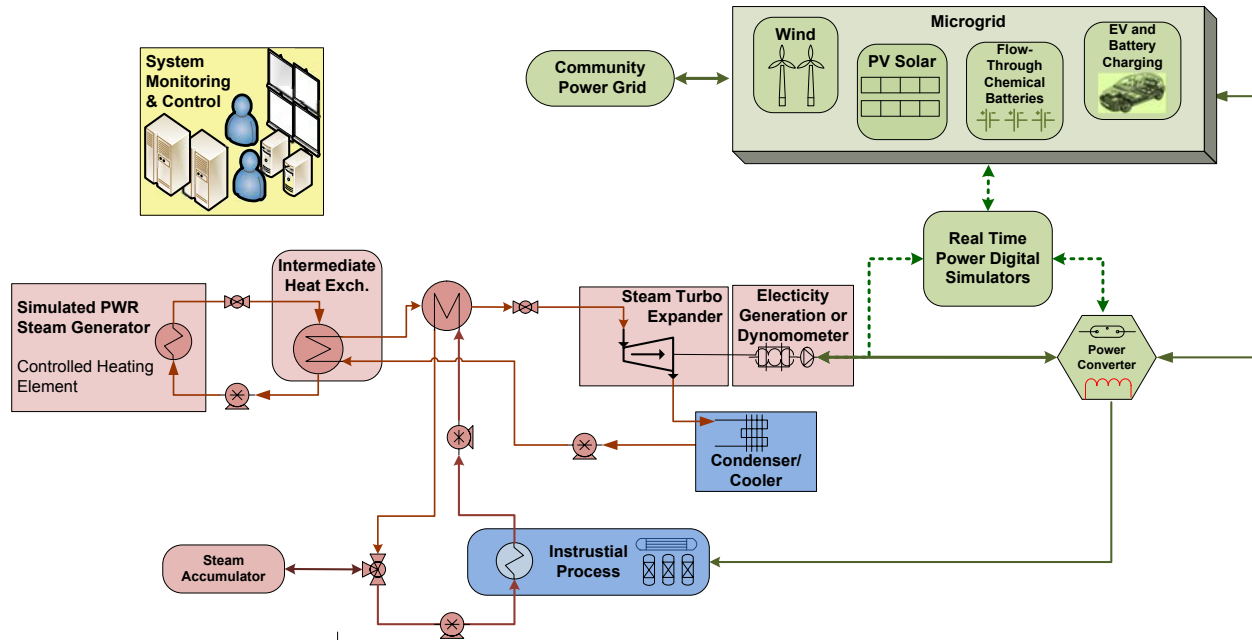 System
Monitoring
& Control
Community
Power Grid
Microgrid
Wind
PV Solar
Flow-
Through
Chemical
Batteries
EV and
Battery
Charging
Real Time
Power Digital
Simulators
Simulated PWR
Steam Generator
Controlled Heating
Element
Intermediate
Heat Exch.
Steam Turbo
Expander
Electicity
Generation or
Dynomometer
Power
Converter
Condenser/
Cooler
Steam
Accumulator
Instustrial
Process